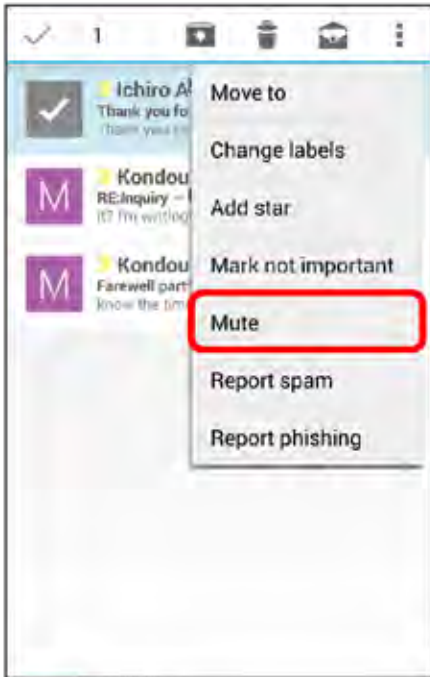 1
Ichiro A
Thank you fo
Thank you
Move to
Change labels
Add star
M
Kondou
RE:Inquiry –
it? I'm writing
Mark not important
M
Kondou
Farewell part
know the tim
Mute
Report spam
Report phishing